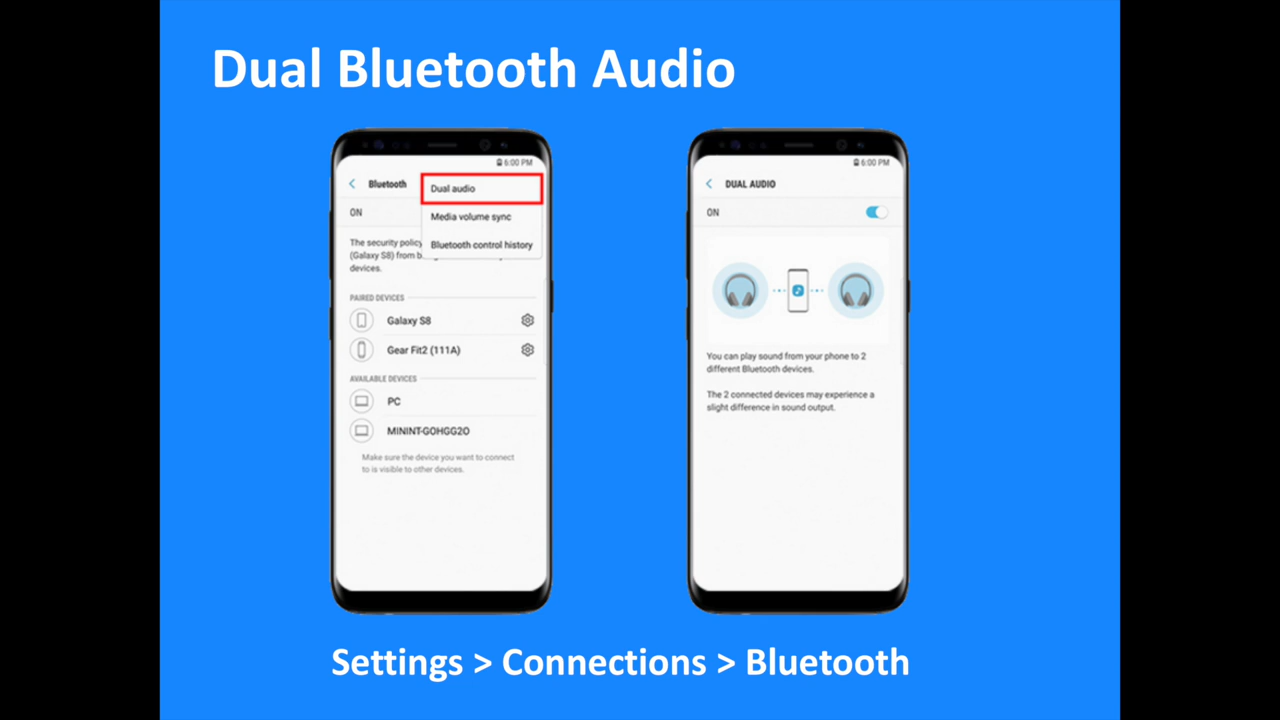 Dual Bluetooth Audio
6:00 PM
Bluetooth
Dual audio
ON
Media volume sync
The security policy
Bluetooth control history
(Galaxy S8) from b
devices.
PAIRED DEVICES
Galaxy S8
Gear Fit2 (111A)
AVAILABLE DEVICES
PC
MININT-GOHGG2O
Make sure the device you want to connect
to is visible to other devices.
6:00 PM
DUAL AUDIO
ON
You can play sound from your phone to 2
different Bluetooth devices.
The 2 connected devices may experience a
slight difference in sound output.
Settings > Connections > Bluetooth